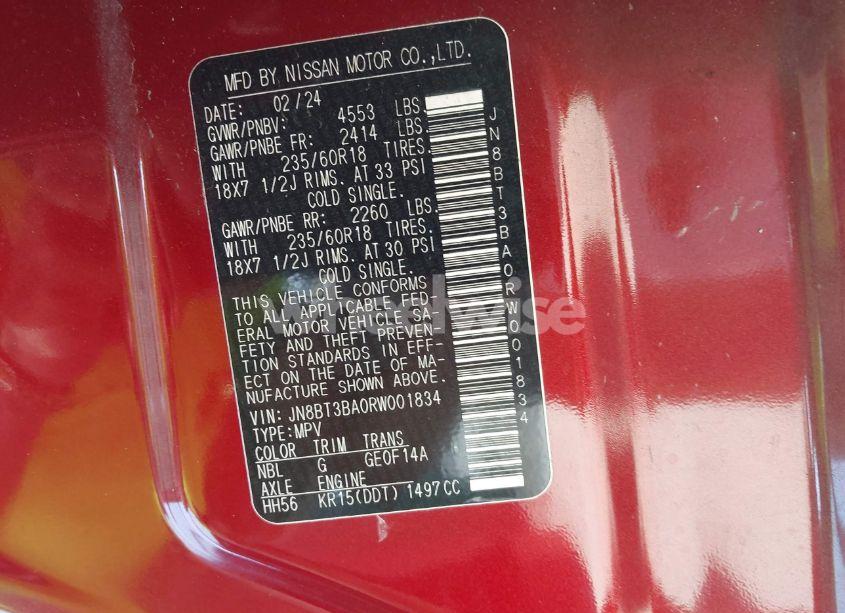 MFD BY NISSAN MOTOR CO.,LTD.
DATE: 02/24
GVWR/PNBV: 4553 LBS.
GAWR/PNBE FR: 2414 LBS.
WITH 235/60R18 TIRES.
18X7 1/2J RIMS. AT 33 PSI
COLD SINGLE.
GAWR/PNBE RR: 2260 LBS.
WITH 235/60R18 TIRES.
18X7 1/2J RIMS. AT 30 PSI
COLD SINGLE.
THIS VEHICLE CONFORMS
TO ALL APPLICABLE FED-
ERAL MOTOR VEHICLE SA-
FETY AND THEFT PREVEN-
TION STANDARDS IN EFF-
ECT ON THE DATE OF MA-
NUFACTURE SHOWN ABOVE.
VIN: JN8BT3BA0RW001834
TYPE:MPV
COLOR TRIM TRANS
NBL G GE0F14A
AXLE ENGINE
HH56 KR15(DDT) 1497CC
JN8BT3BA0RW001834
wheelwise